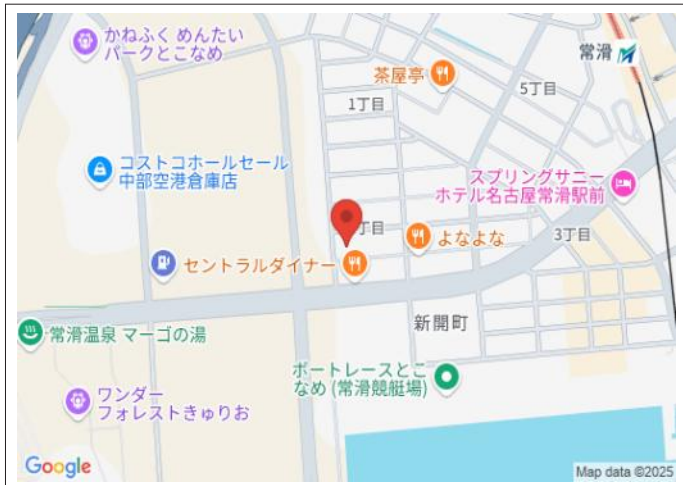 かねふく めんたい
パークとこなめ
常滑
茶屋亭
5丁目
1丁目
コストコホールセール
中部空港倉庫店
スプリングサニー
ホテル名古屋常滑駅前
丁目
よなよな
3丁目
セントラルダイナー
新開町
常滑温泉 マーゴの湯
ボートレースとこ
なめ (常滑競艇場)
ワンダー
フォレストきゅりお
Google
Map data ©2025